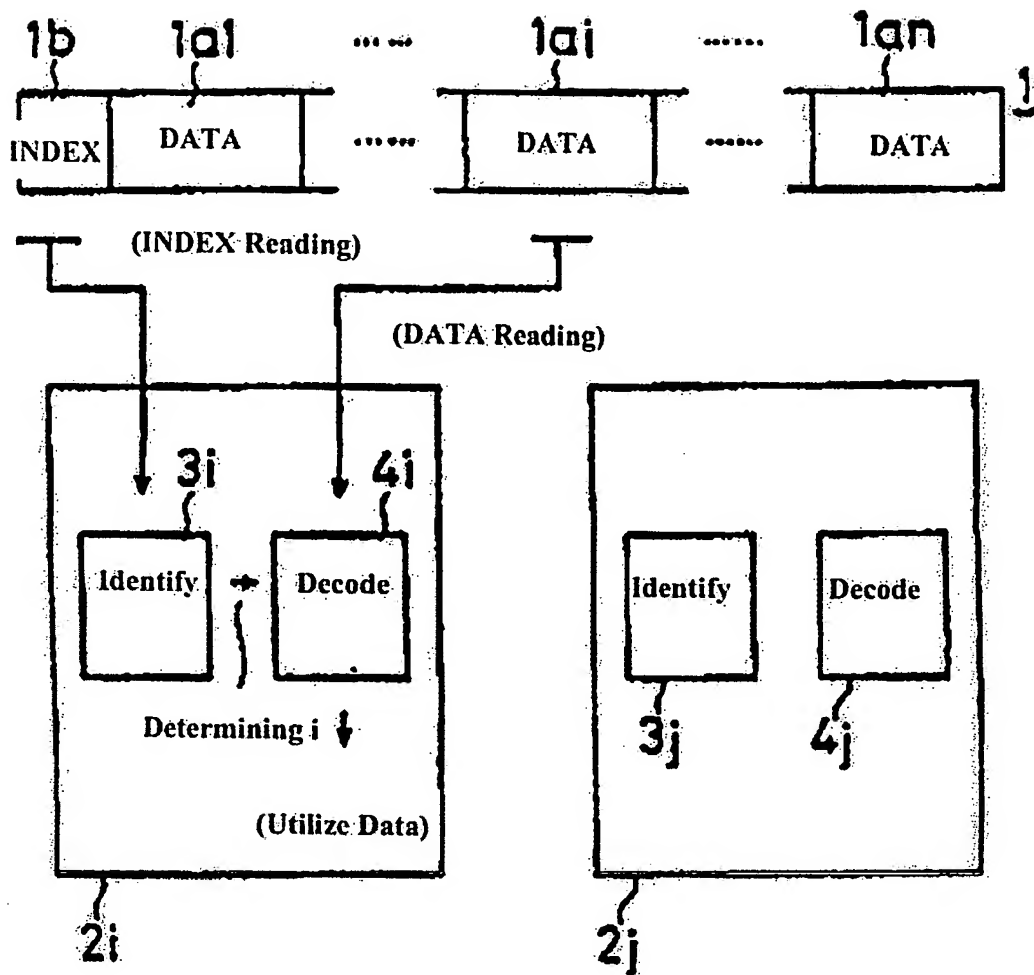 1b 1a1 ...... 1ai ...... 1an
1
INDEX DATA ...... DATA ...... DATA
(INDEX Reading)
(DATA Reading)
3i 4i
Identify Decode
Identify Decode
3j 4j
Determining i
(Utilize Data)
2i 2j